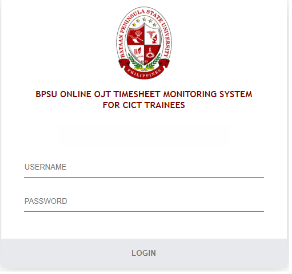 BATAAN PENINSULA STATE UNIVERSITY
PHILIPPINES
BPSU ONLINE OJT TIMESHEET MONITORING SYSTEM
FOR CICT TRAINEES
USERNAME
PASSWORD
LOGIN